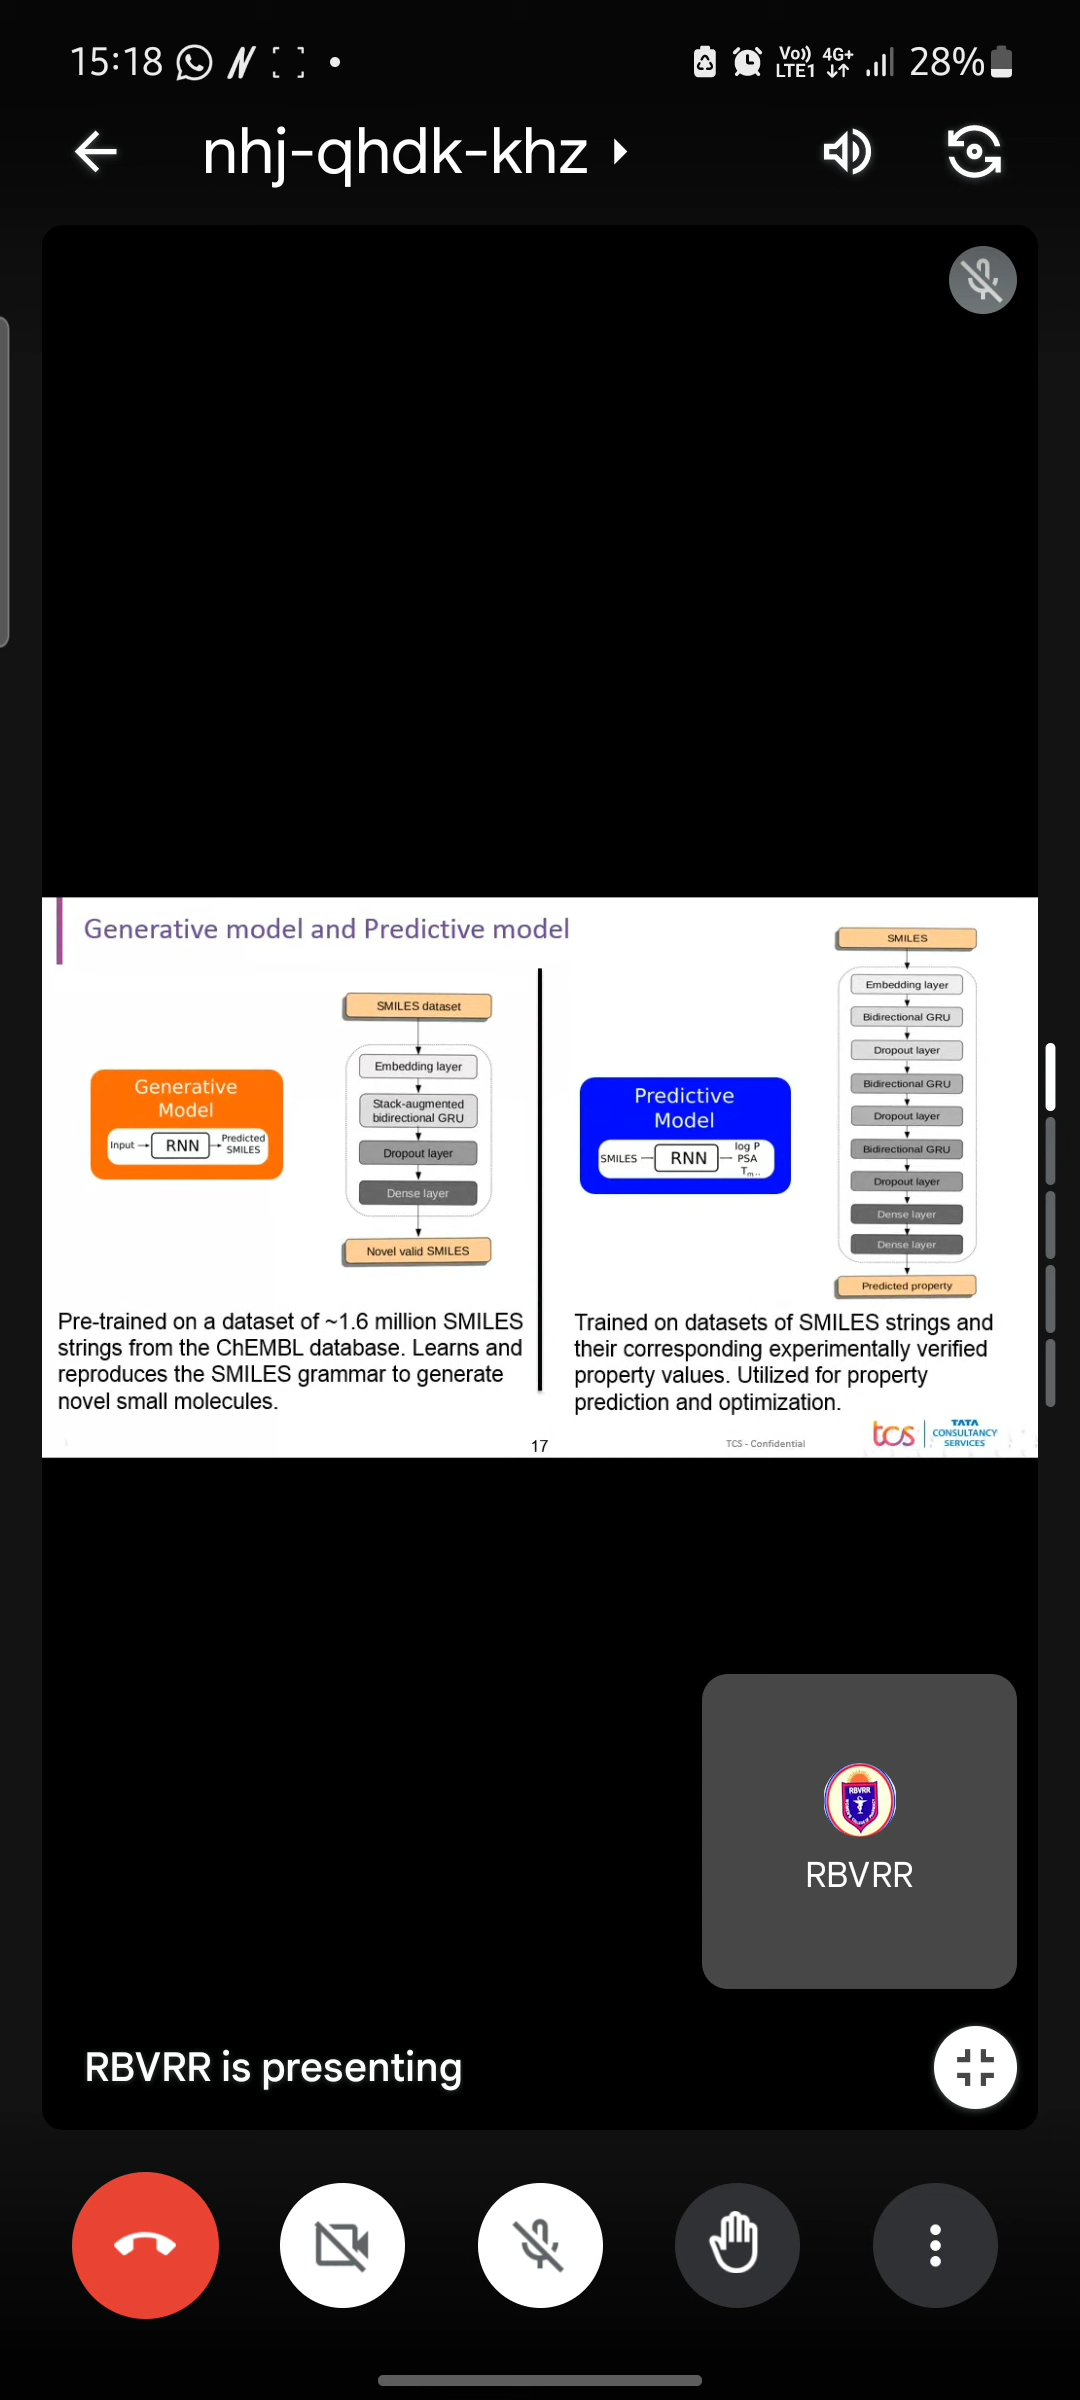 15:18
Vo)) 4G+ 28%
LTE1
nhj-qhdk-khz
Generative model and Predictive model
SMILES dataset
Embedding layer
Stack-augmented
bidirectional GRU
Dropout layer
Dense layer
Novel valid SMILES
Generative
Model
Input
RNN
Predicted
SMILES
Pre-trained on a dataset of ~1.6 million SMILES
strings from the ChEMBL database. Learns and
reproduces the SMILES grammar to generate
novel small molecules.
Predictive
Model
SMILES
RNN
log P
PSA
Tm..
SMILES
Embedding layer
Bidirectional GRU
Dropout layer
Bidirectional GRU
Dropout layer
Bidirectional GRU
Dropout layer
Dense layer
Dense layer
Predicted property
Trained on datasets of SMILES strings and
their corresponding experimentally verified
property values. Utilized for property
prediction and optimization.
17
TCS - Confidential
tcs
TATA
CONSULTANCY
SERVICES
RBVRR
RBVRR
RBVRR is presenting